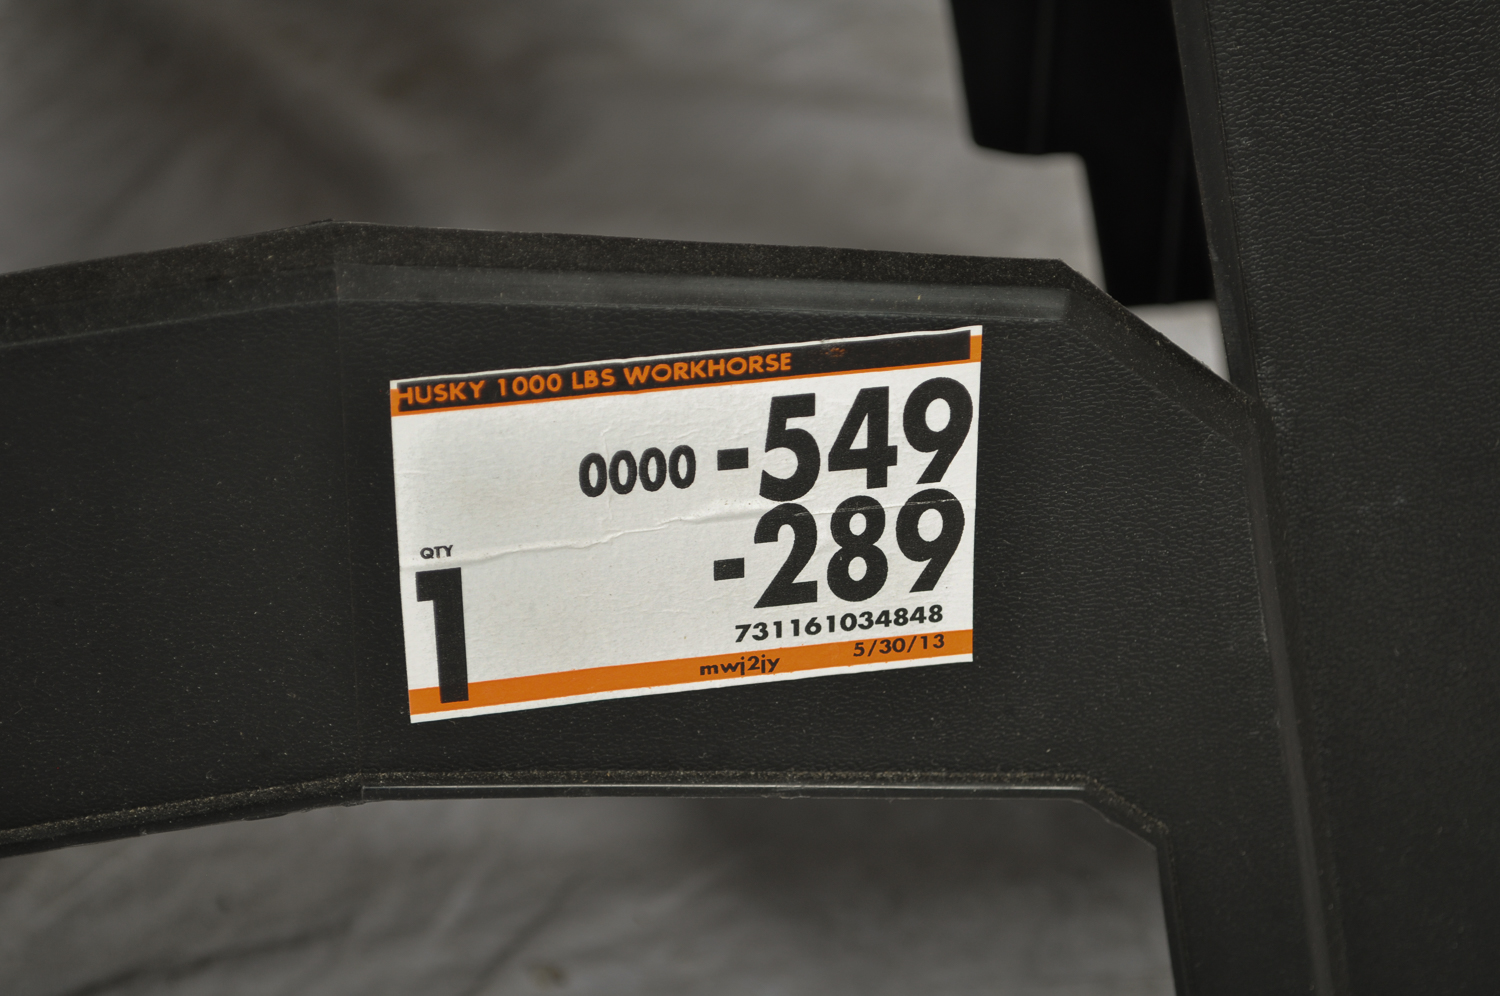 HUSKY 1000 LBS WORKHORSE
0000 -549
-289
QTY
1
731161034848
mwj2jy 5/30/13